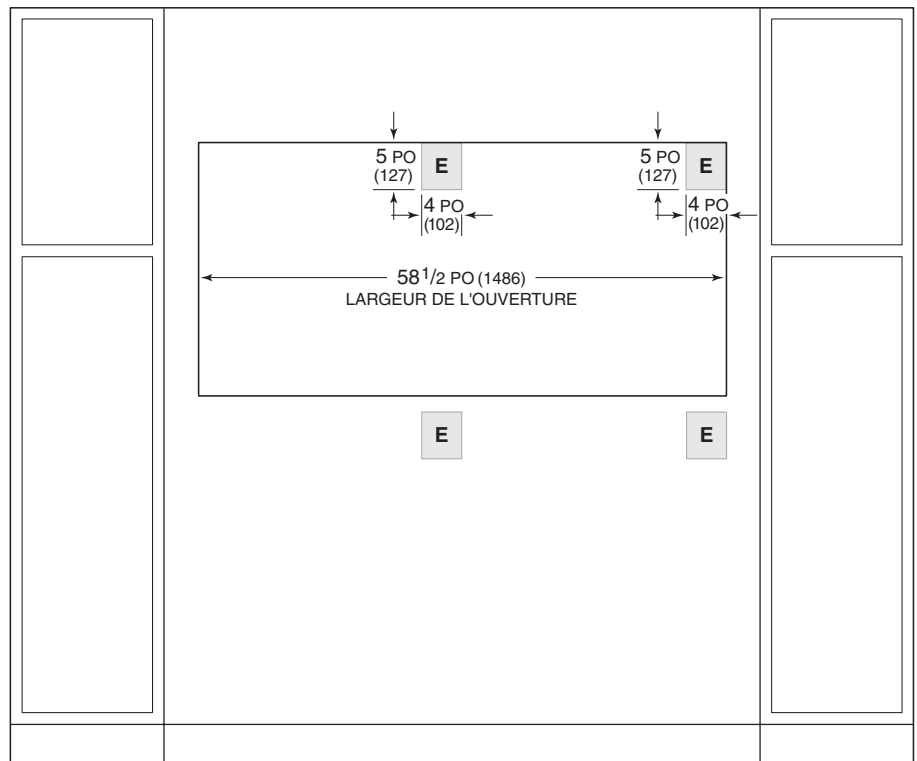 5 PO
(127)
E
5 PO
(127)
E
4 PO
(102)
4 PO
(102)
58 1/2 PO (1486)
LARGEUR DE L'OUVERTURE
E
E